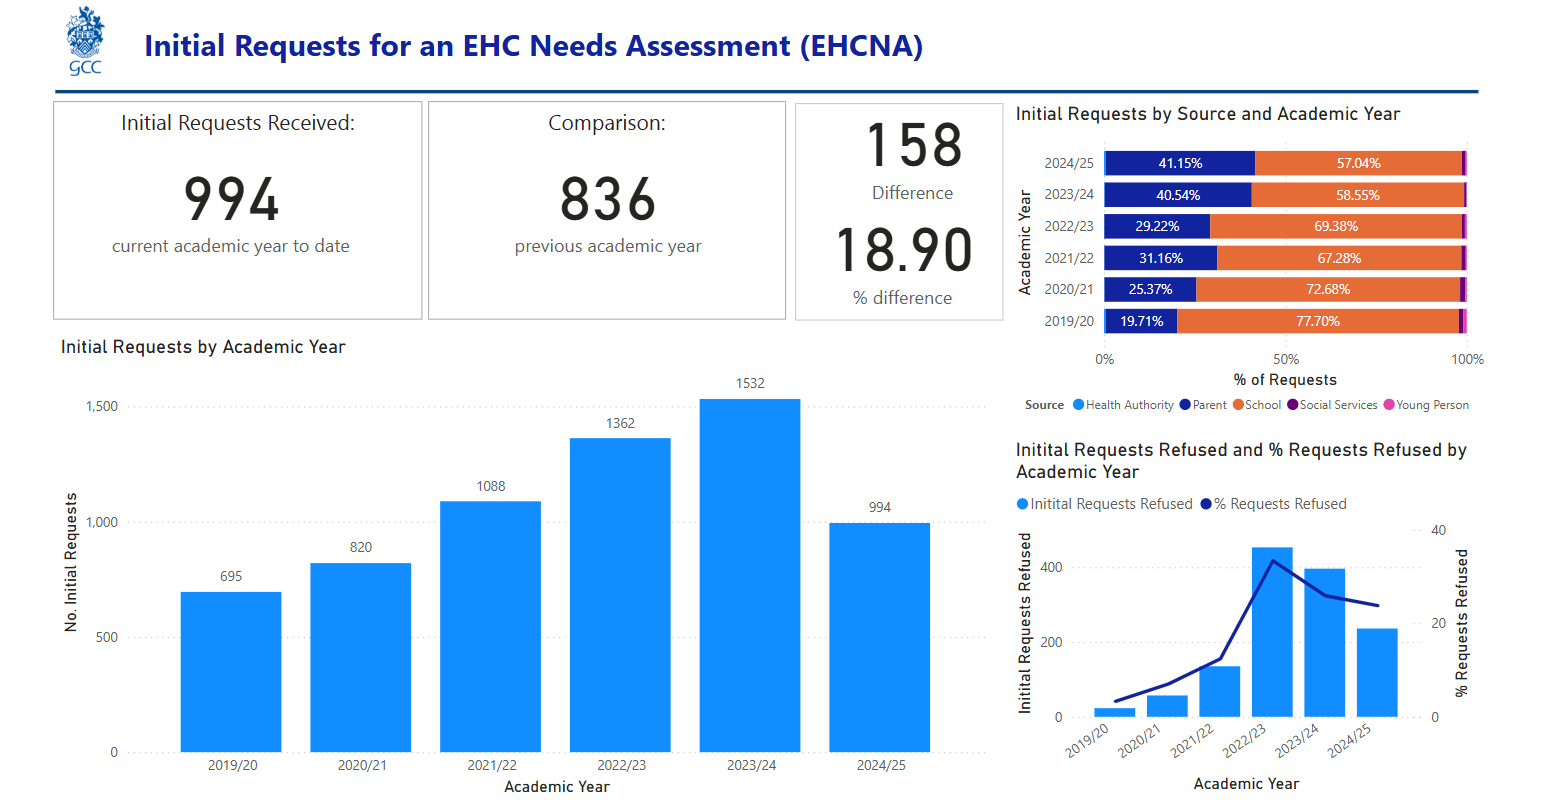 GCC
Initial Requests for an EHC Needs Assessment (EHCNA)
Initial Requests Received:
994
current academic year to date
Comparison:
836
previous academic year
158
Difference
18.90
% difference
Initial Requests by Source and Academic Year
Academic Year
2024/25 41.15% 57.04%
2023/24 40.54% 58.55%
2022/23 29.22% 69.38%
2021/22 31.16% 67.28%
2020/21 25.37% 72.68%
2019/20 19.71% 77.70%
0% 50% 100%
% of Requests
Source Health Authority Parent School Social Services Young Person
Initial Requests by Academic Year
No. Initial Requests
1,500
1,000
500
0
695
820
1088
1362
1532
994
2019/20 2020/21 2021/22 2022/23 2023/24 2024/25
Academic Year
Initital Requests Refused and % Requests Refused by
Academic Year
Initital Requests Refused % Requests Refused
Initital Requests Refused
400
200
0
40
20
0
% Requests Refused
2019/20 2020/21 2021/22 2022/23 2023/24 2024/25
Academic Year